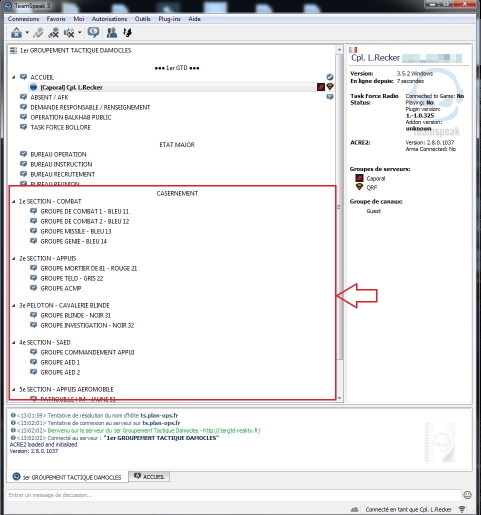 TeamSpeak 3
Connexions Favoris Moi Autorisations Outils Plug-ins Aide
1er GROUPEMENT TACTIQUE DAMOCLES
●●● 1er GTD ●●●
ACCUEIL
[Caporal] Cpl. L.Recker
ABSENT / AFK
DEMANDE RESPONSABLE / RENSEIGNEMENT
OPERATION BALKHAB PUBLIC
TASK FORCE BOLLORE
ETAT MAJOR
BUREAU OPERATION
BUREAU INSTRUCTION
BUREAU RECRUTEMENT
BUREAU REUNION
CASERNEMENT
1e SECTION - COMBAT
GROUPE DE COMBAT 1 - BLEU 11
GROUPE DE COMBAT 2 - BLEU 12
GROUPE MISSILE - BLEU 13
GROUPE GENIE - BLEU 14
2e SECTION - APPUIS
GROUPE MORTIER DE 81 - ROUGE 21
GROUPE TELD - GRIS 22
GROUPE ACMP
3e PELOTON - CAVALERIE BLINDE
GROUPE BLINDE - NOIR 31
GROUPE INVESTIGATION - NOIR 32
4e SECTION - SAED
GROUPE COMMANDEMENT APPUI
GROUPE AED 1
GROUPE AED 2
5e SECTION - APPUIS AEROMOBILE
Cpl. L.Recker
Version: 3.5.2 Windows
En ligne depuis: 7 secondes
Task Force Radio Status: Connected to Game: No
Playing: No
Plugin version:
1.-1.0.325
Addon version:
unknown
ACRE2: Version: 2.8.0.1037
Arma Connected: No
Groupes de serveurs:
Caporal
QRF
Groupe de canaux:
Guest
teamspeak
<13:01:59> Tentative de résolution du nom d'hôte ts.plan-ops.fr
<13:02:01> Tentative de connexion au serveur sur ts.plan-ops.fr
<13:02:02> Bienvenu sur le serveur du 1er Groupement Tactique Damocles - http://1ergtd-reality.fr/
<13:02:02> Connecté au serveur : "1er GROUPEMENT TACTIQUE DAMOCLES"
ACRE2 loaded and initialized
Version: 2.8.0.1037
1er GROUPEMENT TACTIQUE DAMOCLES ACCUEIL
Entrer un message de discussion...
Connecté en tant que Cpl. L.Recker